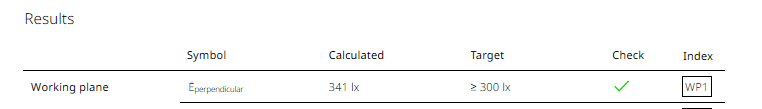 Results
Symbol Calculated Target Check Index
Working plane Eperpendicular 341 lx ≥ 300 lx ✓ WP1